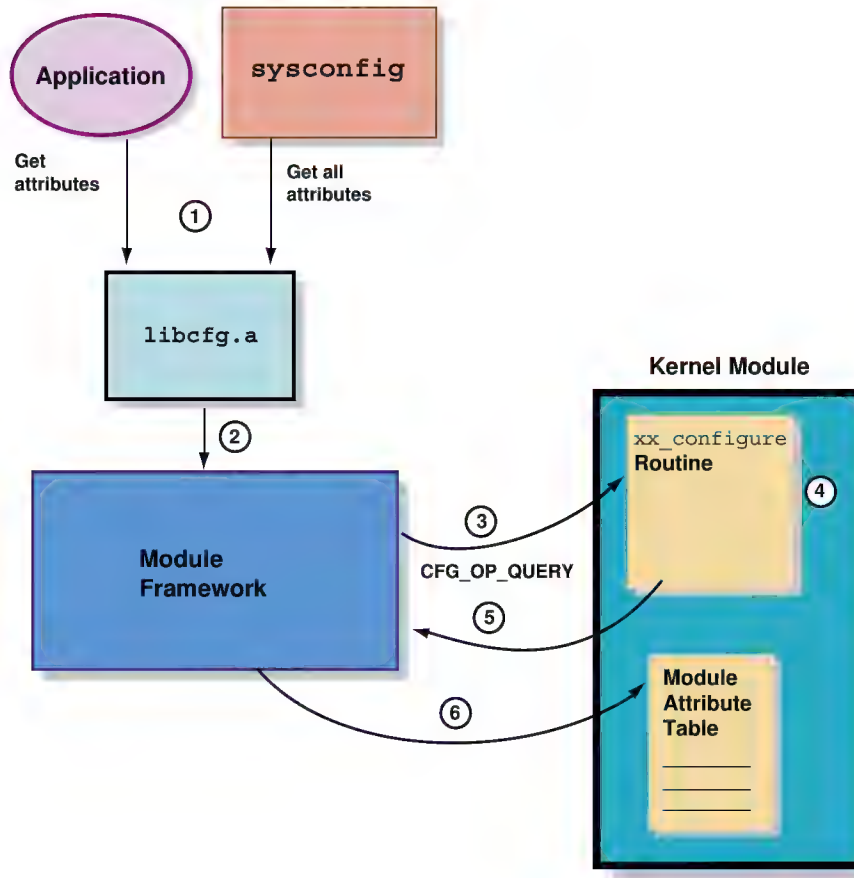 Application
sysconfig
Get
attributes
Get all
attributes
1
libcfg.a
2
Kernel Module
xx_configure
Routine
4
3
Module
Framework
CFG_OP_QUERY
5
6
Module
Attribute
Table